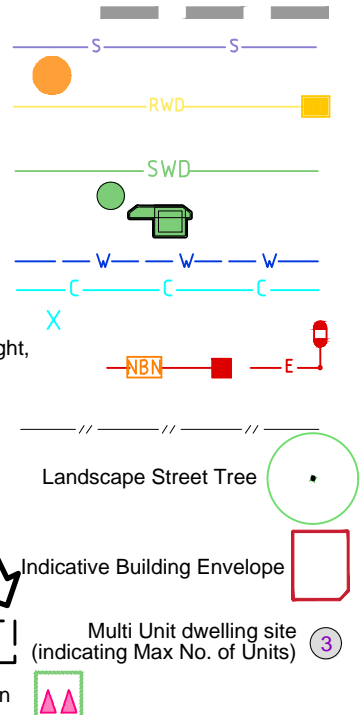 S S
RWD
SWD
W W W
C C C
X
ght,
NBN E
// // //
Landscape Street Tree
Indicative Building Envelope
Multi Unit dwelling site
(indicating Max No. of Units) 3
n